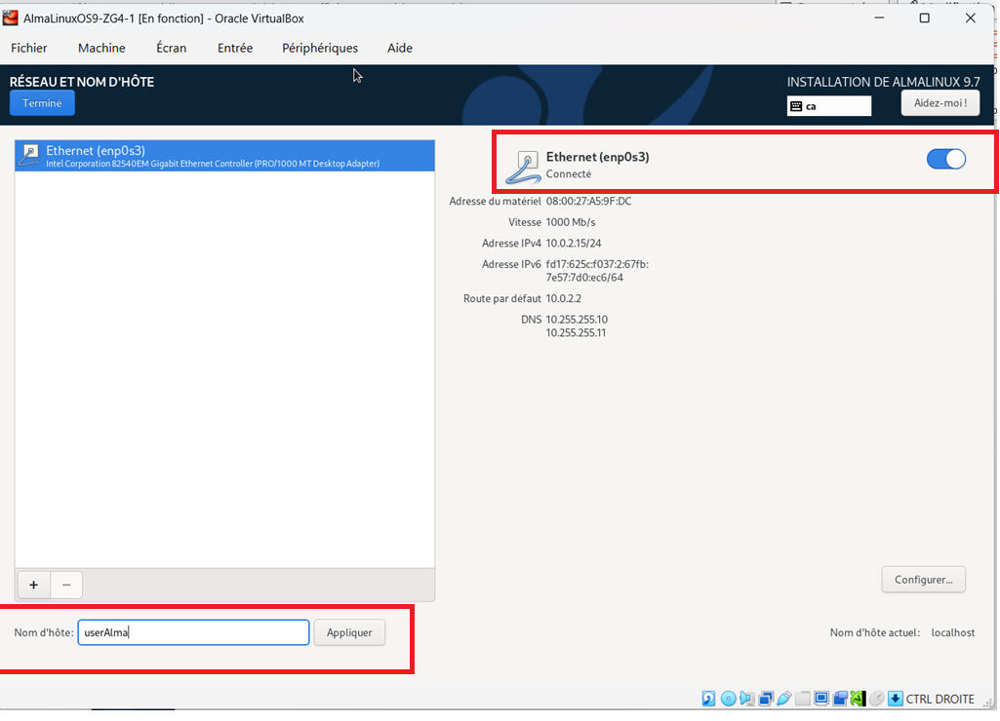 AlmaLinuxOS9-ZG4-1 [En fonction] - Oracle VirtualBox
Fichier Machine Écran Entrée Périphériques Aide
RÉSEAU ET NOM D'HÔTE
INSTALLATION DE ALMALINUX 9.7
Terminé
ca
Aidez-moi !
Ethernet (enp0s3)
Intel Corporation 82540EM Gigabit Ethernet Controller (PRO/1000 MT Desktop Adapter)
Ethernet (enp0s3)
Connecté
Adresse du matériel 08:00:27:A5:9F:DC
Vitesse 1000 Mb/s
Adresse IPv4 10.0.2.15/24
Adresse IPv6 fd17:625c:f037:2:67fb:
7e57:7d0:ec6/64
Route par défaut 10.0.2.2
DNS 10.255.255.10
10.255.255.11
+ −
Configurer...
Nom d'hôte: userAlma Appliquer
Nom d'hôte actuel: localhost
CTRL DROITE